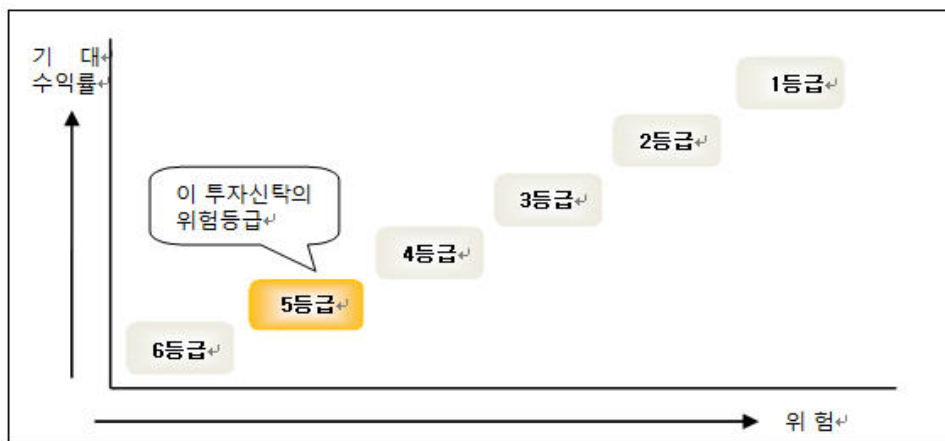 기 대
수익률
1등급
2등급
3등급
이 투자신탁의
위험등급
4등급
5등급
6등급
위 험